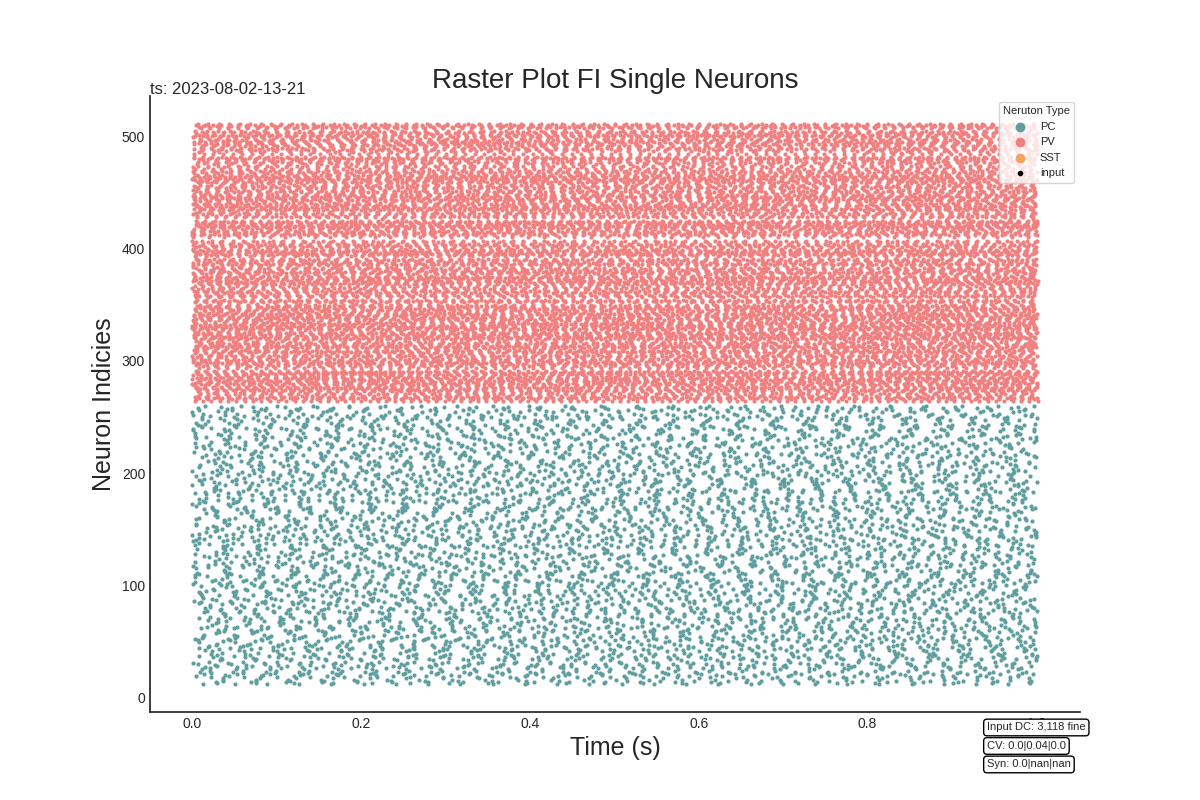 Raster Plot FI Single Neurons
ts: 2023-08-02-13-21
Neruton Type
PC
PV
SST
input
500
400
300
200
100
0
Neuron Indicies
0.0 0.2 0.4 0.6 0.8
Time (s)
Input DC: 3,118 fine
CV: 0.0|0.04|0.0
Syn: 0.0|nan|nan